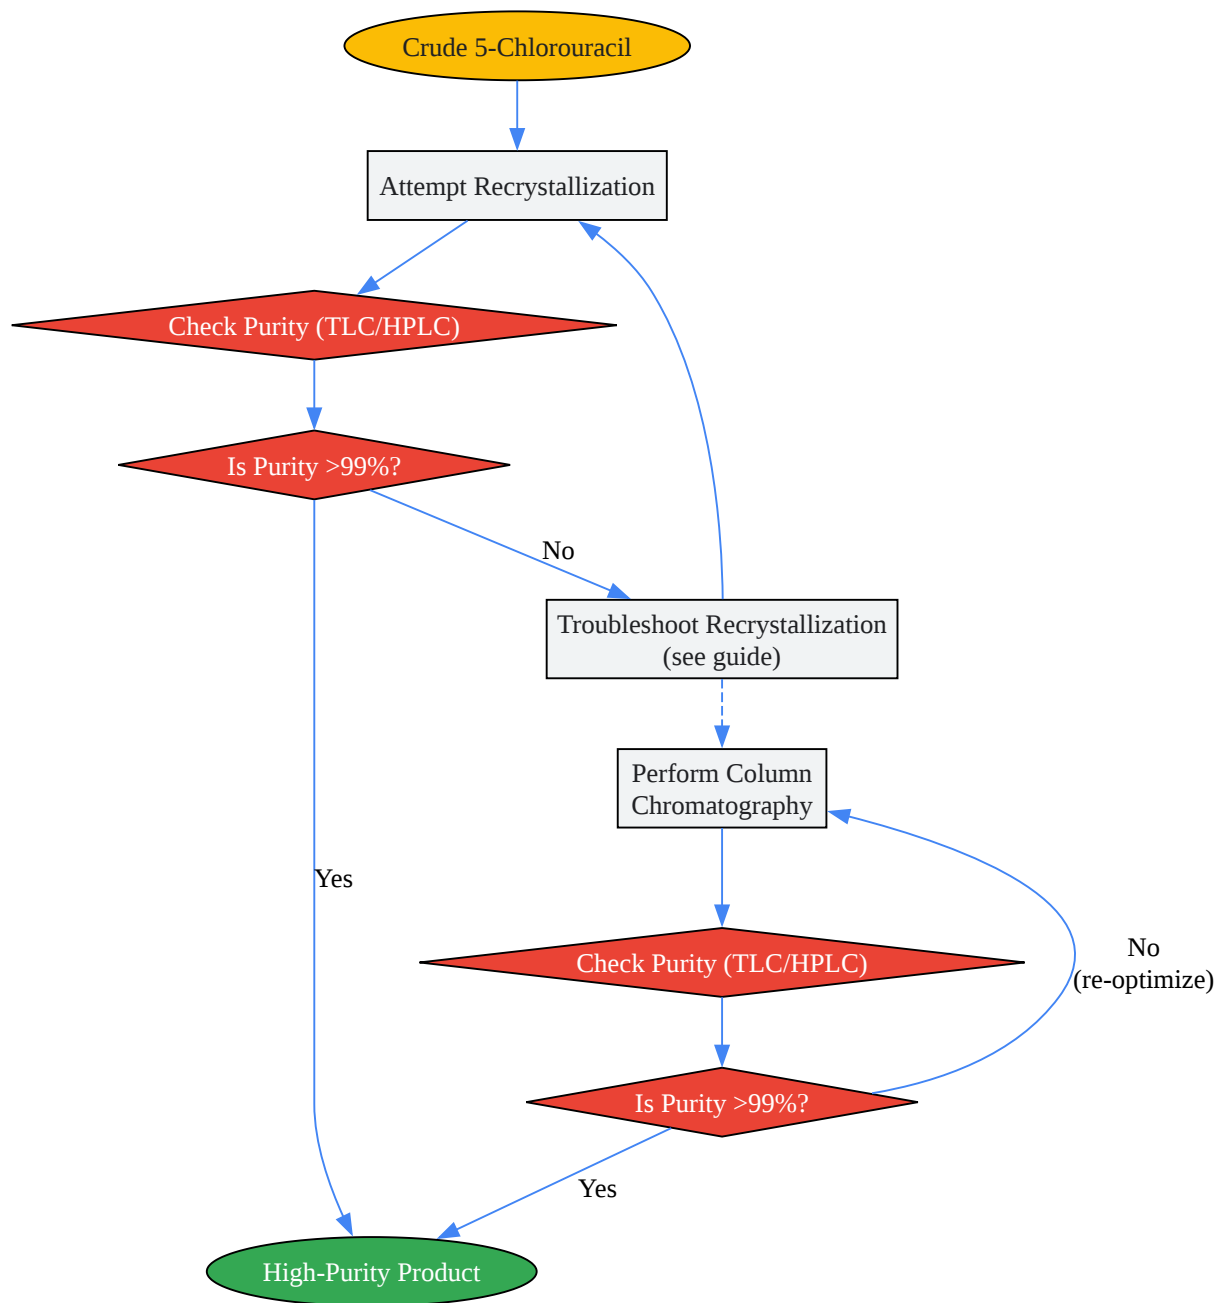 Crude 5-Chlorouracil
Attempt Recrystallization
Check Purity (TLC/HPLC)
Is Purity >99%?
No
Troubleshoot Recrystallization
(see guide)
Perform Column
Chromatography
Yes
Check Purity (TLC/HPLC)
No
(re-optimize)
Is Purity >99%?
Yes
High-Purity Product